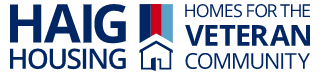 HAIG
HOUSING
HOMES FOR THE
VETERAN
COMMUNITY